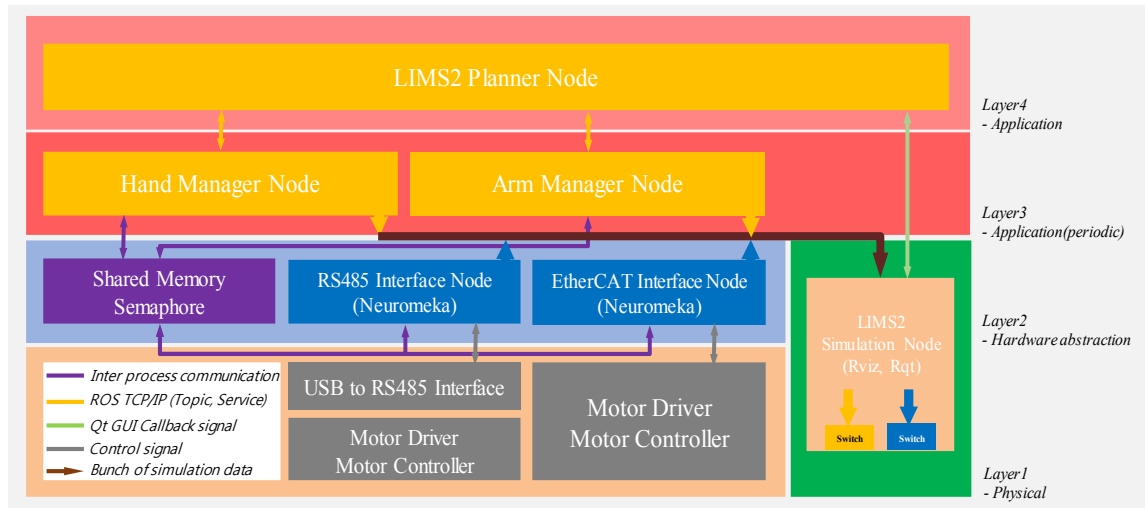 LIMS2 Planner Node
Layer4
- Application
Hand Manager Node
Arm Manager Node
Layer3
- Application(periodic)
Shared Memory
Semaphore
RS485 Interface Node
(Neuromeka)
EtherCAT Interface Node
(Neuromeka)
LIMS2
Simulation Node
(Rviz, Rqt)
Switch
Switch
Layer2
- Hardware abstraction
Inter process communication
ROS TCP/IP (Topic, Service)
Qt GUI Callback signal
Control signal
Bunch of simulation data
USB to RS485 Interface
Motor Driver
Motor Controller
Motor Driver
Motor Controller
Layer1
- Physical